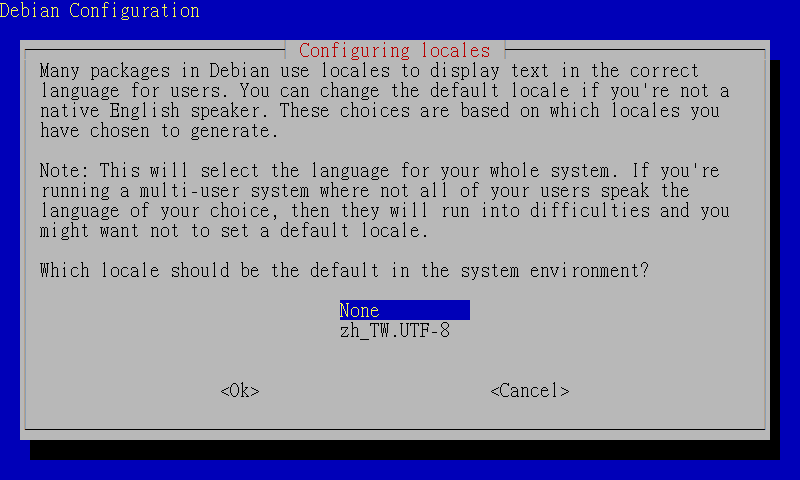 Debian Configuration
Configuring locales
Many packages in Debian use locales to display text in the correct
language for users. You can change the default locale if you're not a
native English speaker. These choices are based on which locales you
have chosen to generate.
Note: This will select the language for your whole system. If you're
running a multi-user system where not all of your users speak the
language of your choice, then they will run into difficulties and you
might want not to set a default locale.
Which locale should be the default in the system environment?
None
zh_TW.UTF-8
<Ok> <Cancel>